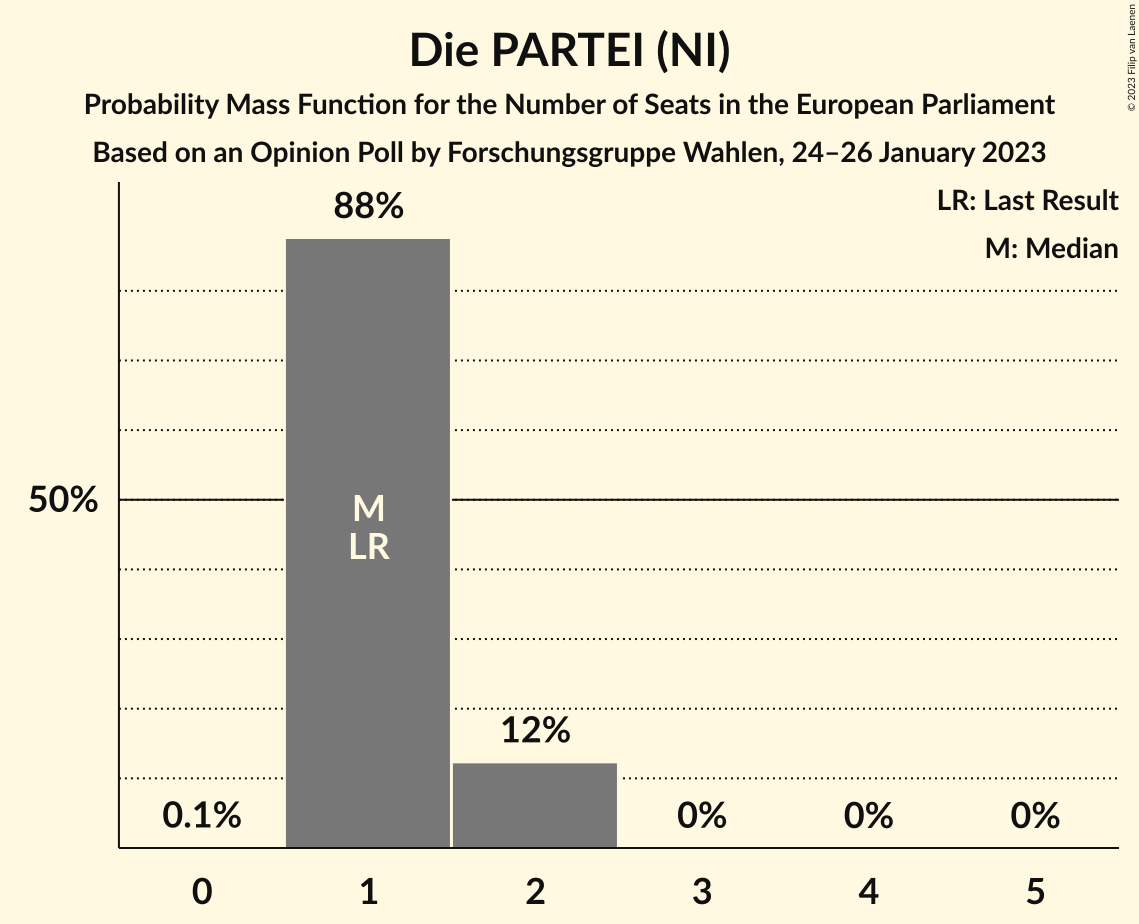 Die PARTEI (NI)
Probability Mass Function for the Number of Seats in the European Parliament
Based on an Opinion Poll by Forschungsgruppe Wahlen, 24–26 January 2023
© 2023 Filip van Laenen
LR: Last Result
M: Median
88%
50%
M
LR
12%
0.1%
0%
0%
0%
0
1
2
3
4
5